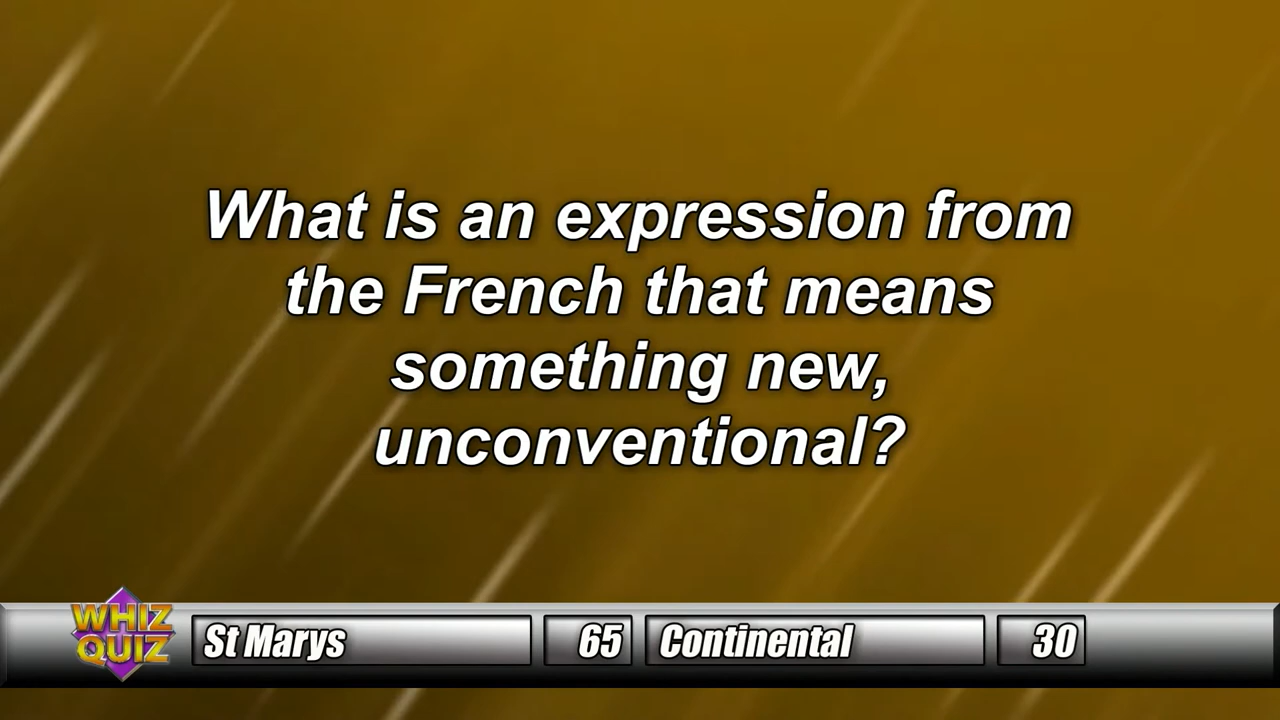 What is an expression from
the French that means
something new,
unconventional?
WHIZ
QUIZ
St Marys 65 Continental 30